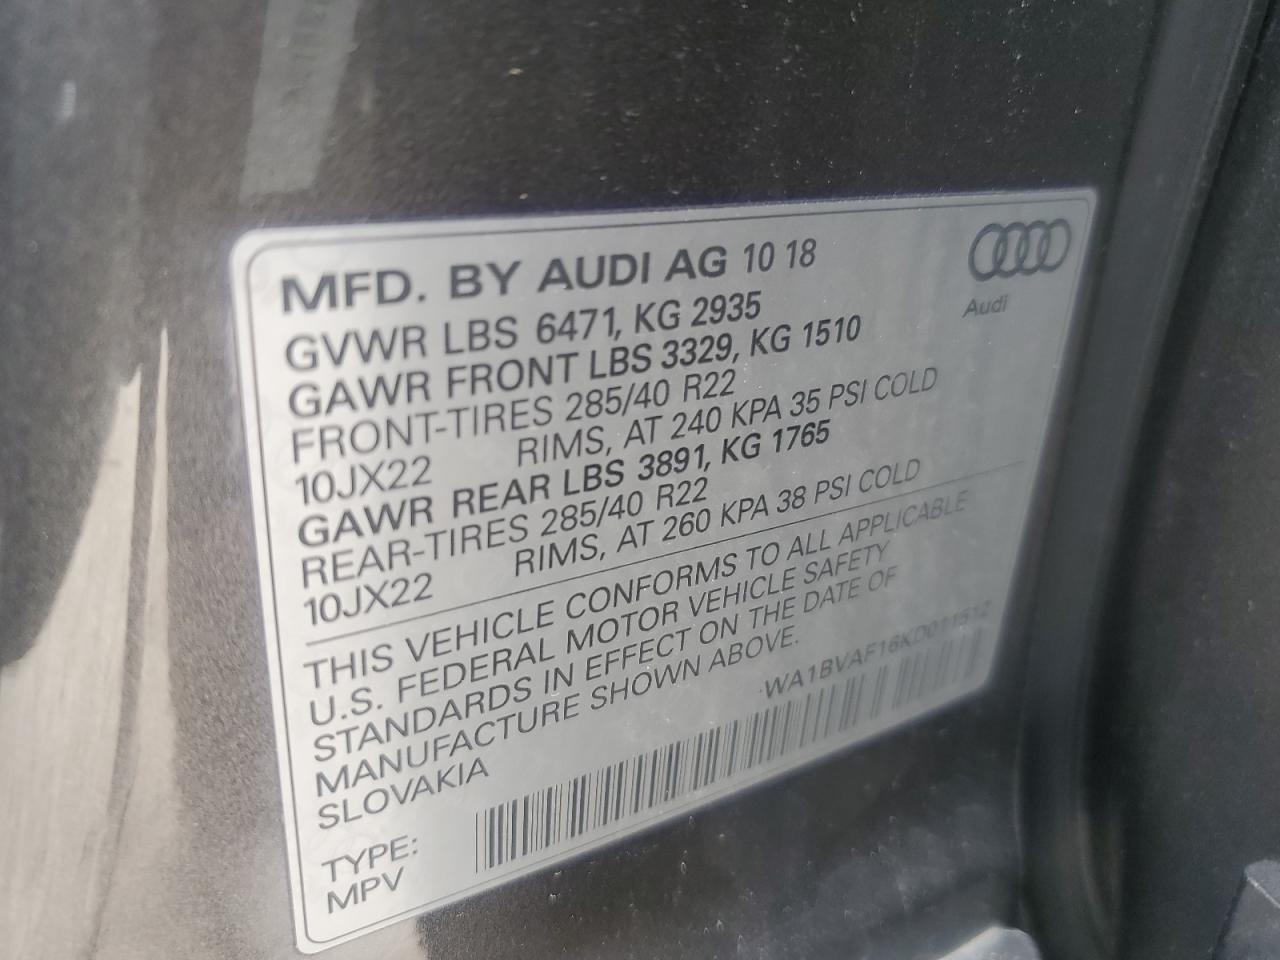 MFD. BY AUDI AG 10 18
GVWR LBS 6471, KG 2935
GAWR FRONT LBS 3329, KG 1510
FRONT-TIRES 285/40 R22
10JX22 RIMS, AT 240 KPA 35 PSI COLD
GAWR REAR LBS 3891, KG 1765
REAR-TIRES 285/40 R22
10JX22 RIMS, AT 260 KPA 38 PSI COLD
THIS VEHICLE CONFORMS TO ALL APPLICABLE
U.S. FEDERAL MOTOR VEHICLE SAFETY
STANDARDS IN EFFECT ON THE DATE OF
MANUFACTURE SHOWN ABOVE.
SLOVAKIA
WA1BVAF16KD011512
TYPE:
MPV
Audi